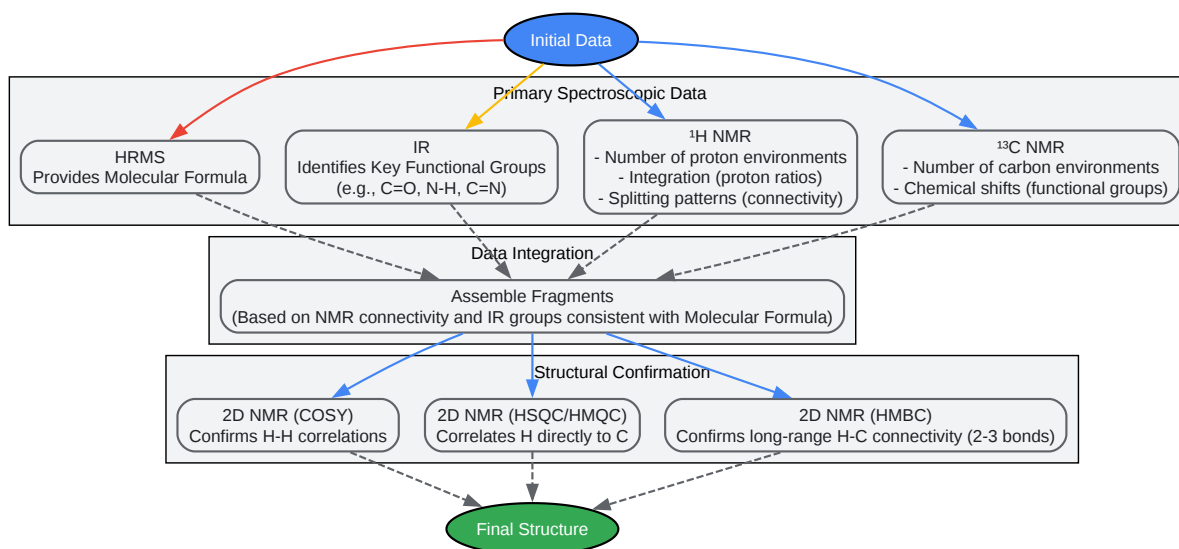 Initial Data
Primary Spectroscopic Data
HRMS
Provides Molecular Formula
IR
Identifies Key Functional Groups
(e.g., C=O, N-H, C=N)
¹H NMR
- Number of proton environments
- Integration (proton ratios)
- Splitting patterns (connectivity)
¹³C NMR
- Number of carbon environments
- Chemical shifts (functional groups)
Data Integration
Assemble Fragments
(Based on NMR connectivity and IR groups consistent with Molecular Formula)
Structural Confirmation
2D NMR (COSY)
Confirms H-H correlations
2D NMR (HSQC/HMQC)
Correlates H directly to C
2D NMR (HMBC)
Confirms long-range H-C connectivity (2-3 bonds)
Final Structure